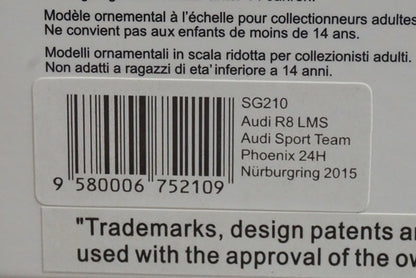 Modèle ornemental à l'échelle pour collectionneurs adultes
Ne convient pas aux enfants de moins de 14 ans.
Modelli ornamentali in scala ridotta per collezionisti adulti.
Non adatti a ragazzi di eta' inferiore a 14 anni.
SG210
Audi R8 LMS
Audi Sport Team
Phoenix 24H
Nürburgring 2015
9 580006 752109
"Trademarks, design patents
used with the approval of the